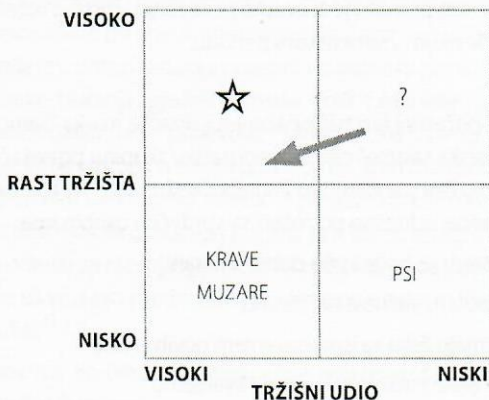 VISOKO
?
RAST TRŽIŠTA
KRAVE
MUZARE
PSI
NISKO
VISOKI
NISKI
TRŽIŠNI UDIO